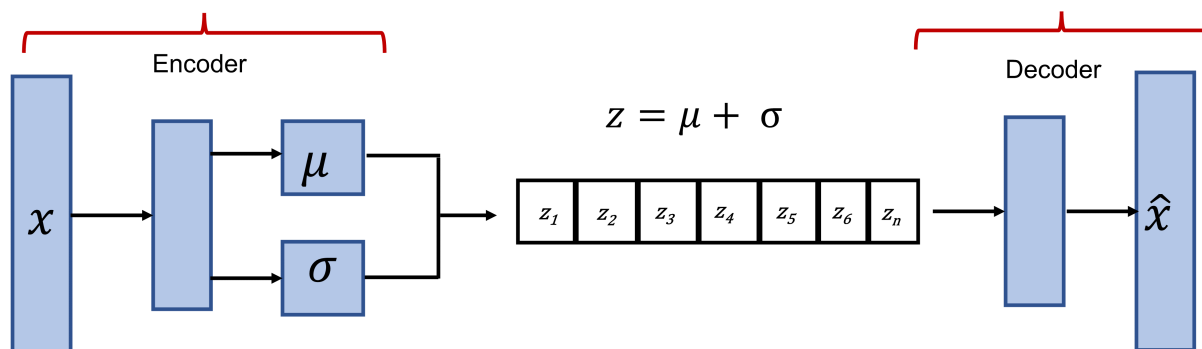 Encoder
Decoder
z = μ + σ
x
μ
σ
z₁ z₂ z₃ z₄ z₅ z₆ zₙ
x̂